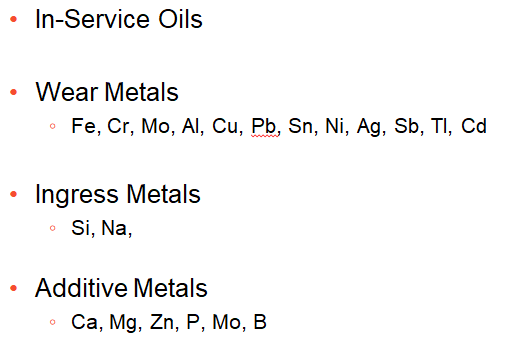 • In-Service Oils
• Wear Metals
◦ Fe, Cr, Mo, Al, Cu, Pb, Sn, Ni, Ag, Sb, Tl, Cd
• Ingress Metals
◦ Si, Na,
• Additive Metals
◦ Ca, Mg, Zn, P, Mo, B